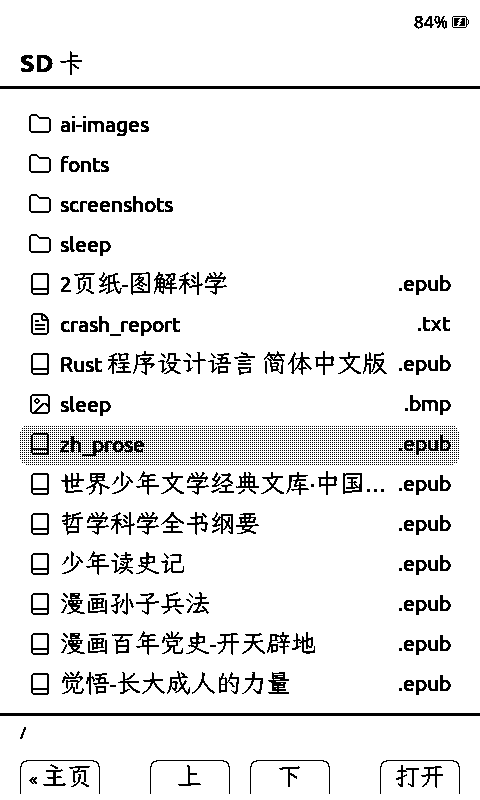 84%
SD 卡
ai-images
fonts
screenshots
sleep
2页纸-图解科学 .epub
crash_report .txt
Rust 程序设计语言 简体中文版 .epub
sleep .bmp
zh_prose .epub
世界少年文学经典文库·中国... .epub
哲学科学全书纲要 .epub
少年读史记 .epub
漫画孙子兵法 .epub
漫画百年党史-开天辟地 .epub
觉悟-长大成人的力量 .epub
/
« 主页 上 下 打开